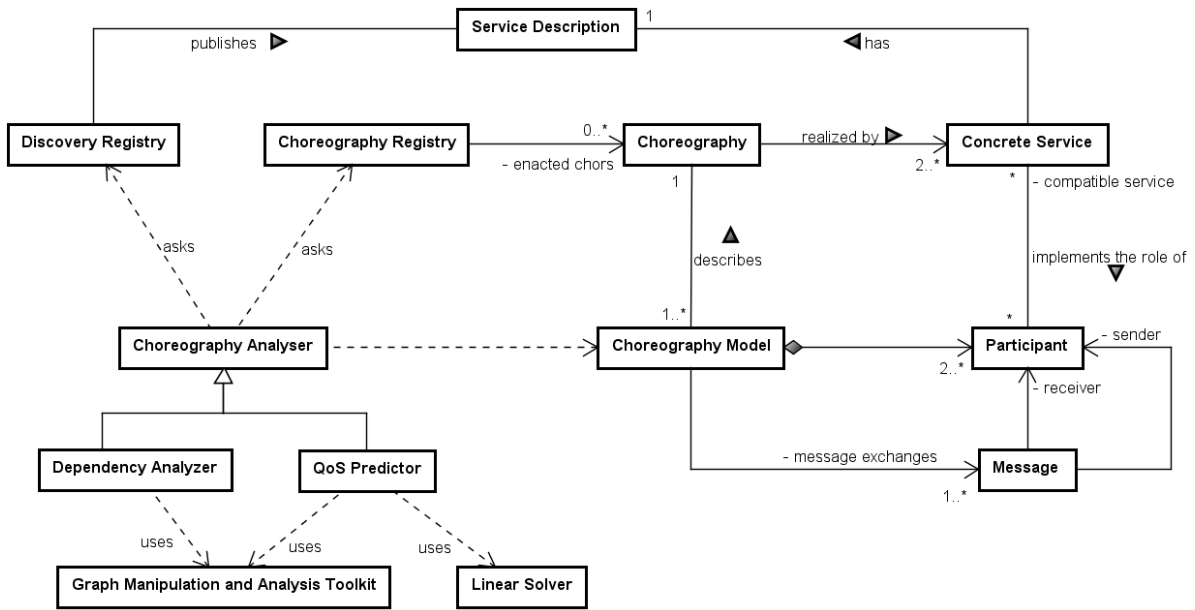 Service Description
1
publishes
has
Discovery Registry
Choreography Registry
0..*
- enacted chors
Choreography
realized by
2..*
Concrete Service
1
*
- compatible service
asks
asks
describes
implements the role of
1..*
*
Choreography Analyser
Choreography Model
2..*
Participant
- sender
- receiver
Dependency Analyzer
QoS Predictor
- message exchanges
1..*
Message
uses
uses
uses
Graph Manipulation and Analysis Toolkit
Linear Solver